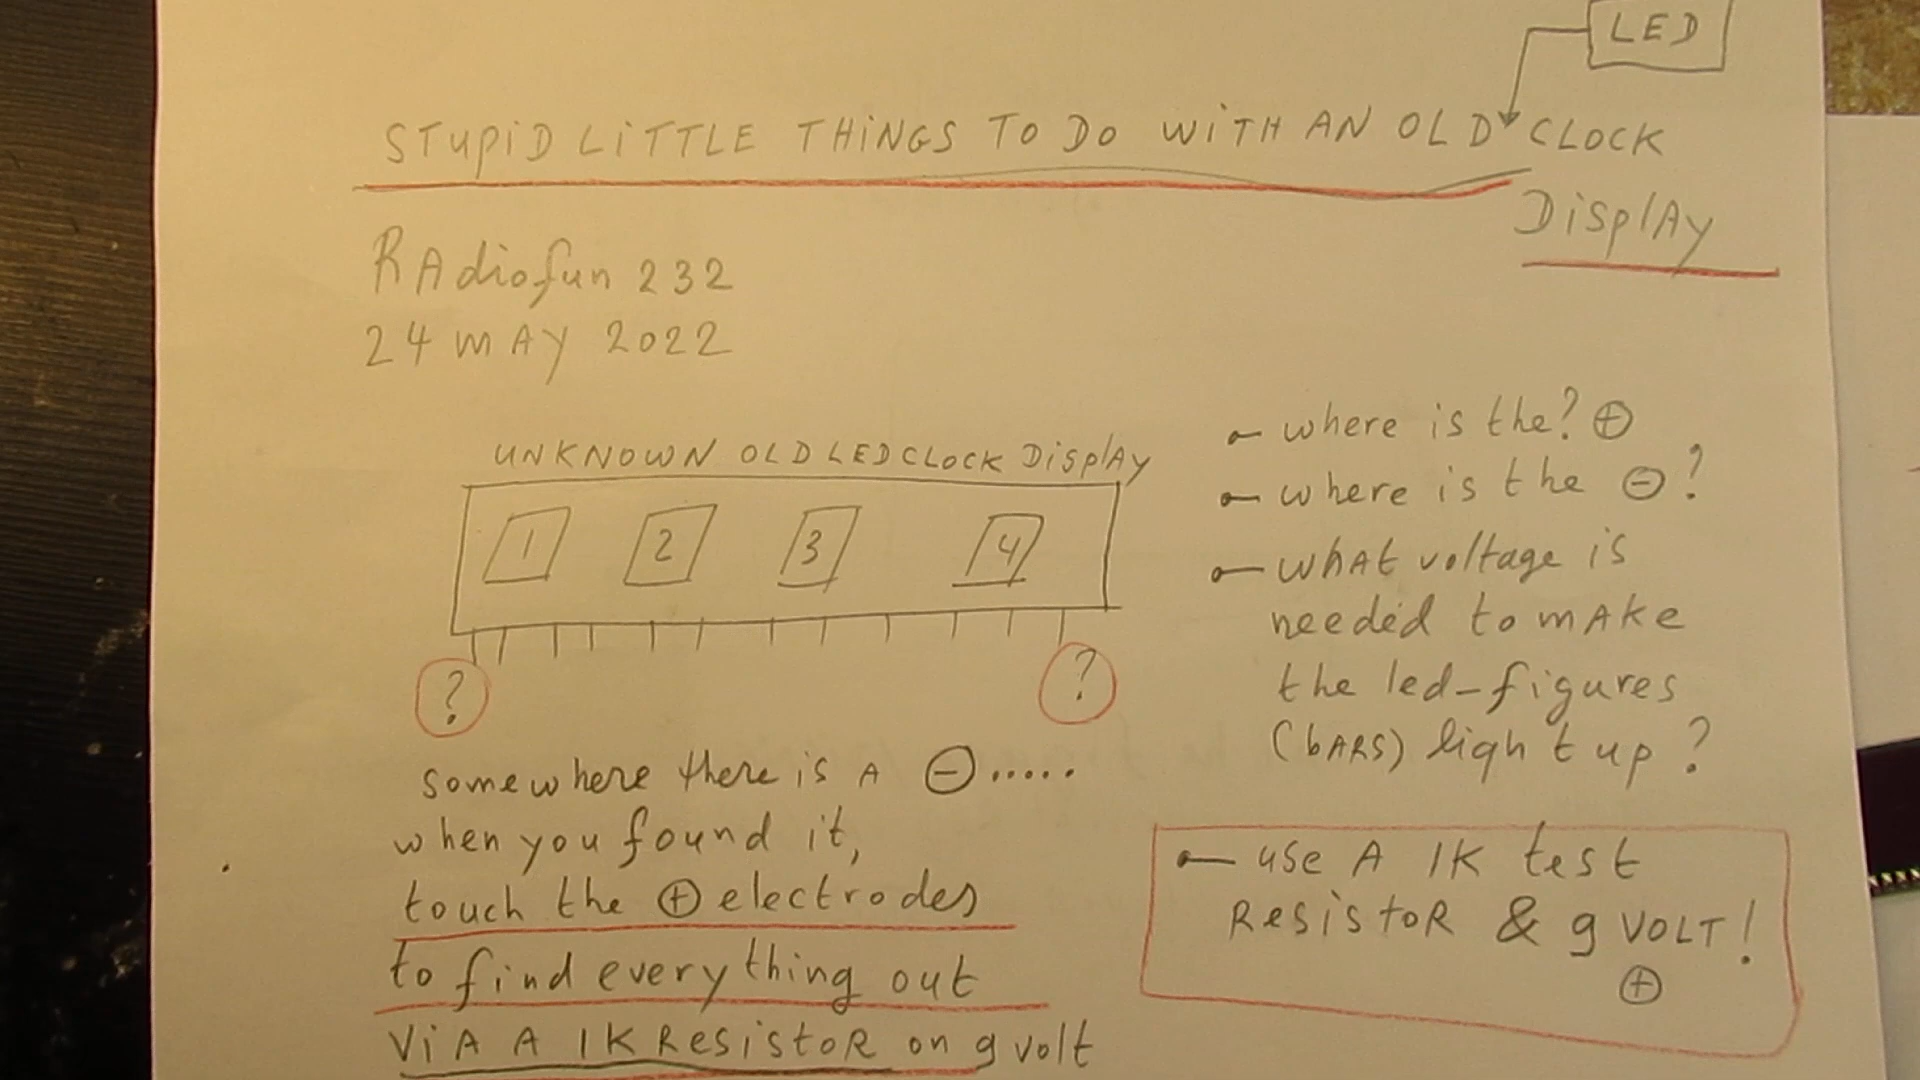 LED
STUPID LITTLE THINGS TO DO WITH AN OLD CLOCK
DISPLAY
RAdiofun 232
24 MAY 2022
UNKNOWN OLD LED CLOCK DISPLAY
1 2 3 4
? ?
somewhere there is A ⊖.....
when you found it,
touch the ⊕ electrodes
to find everything out
ViA A 1K Resistor on 9 volt
- where is the? ⊕
- where is the ⊖?
- what voltage is
needed to make
the led-figures
(bARS) light up?
- use A 1K test
Resistor & 9 VOLT!
⊕